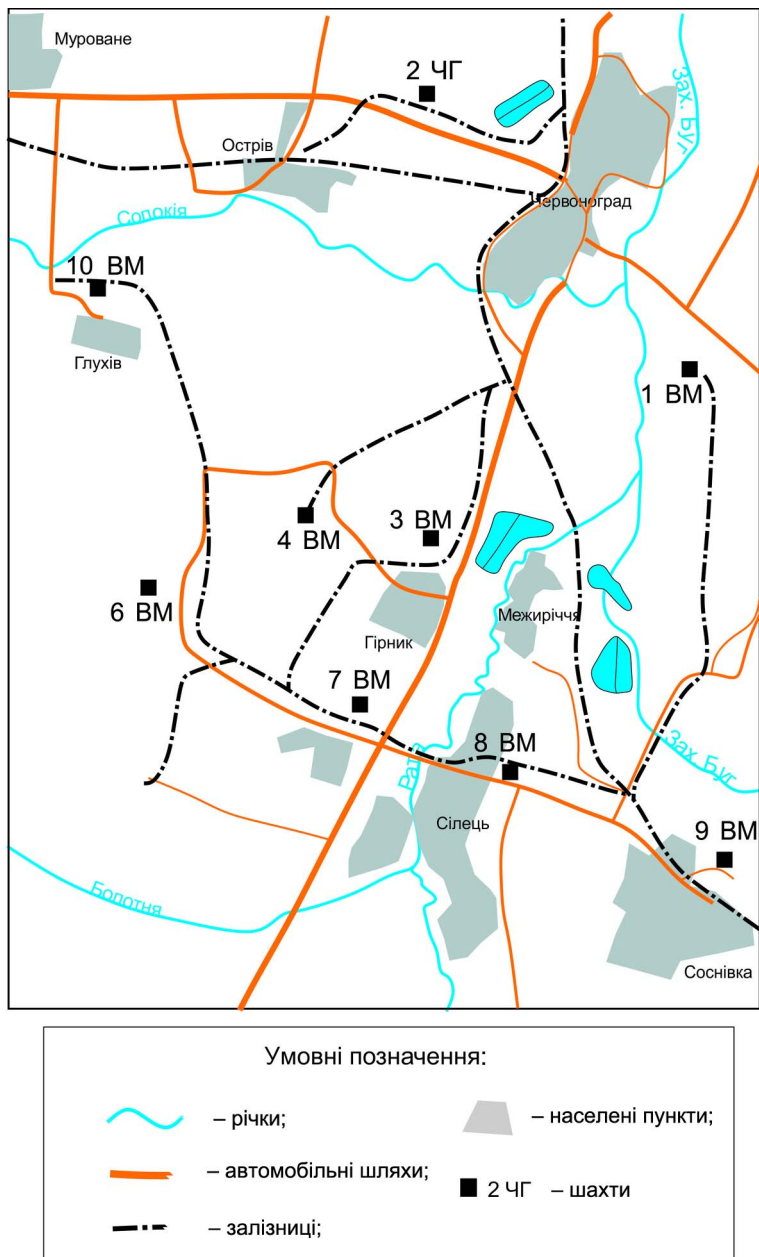 Муроване
2 ЧГ
Зах. Буг
Острів
Червоноград
Солокія
10 ВМ
Глухів
1 ВМ
4 ВМ
3 ВМ
6 ВМ
Межиріччя
Гірник
7 ВМ
Рата
8 ВМ
Зах. Буг
Сілець
9 ВМ
Болотня
Соснівка
Умовні позначення:
– річки;
– населені пункти;
– автомобільні шляхи;
2 ЧГ – шахти
– залізниці;